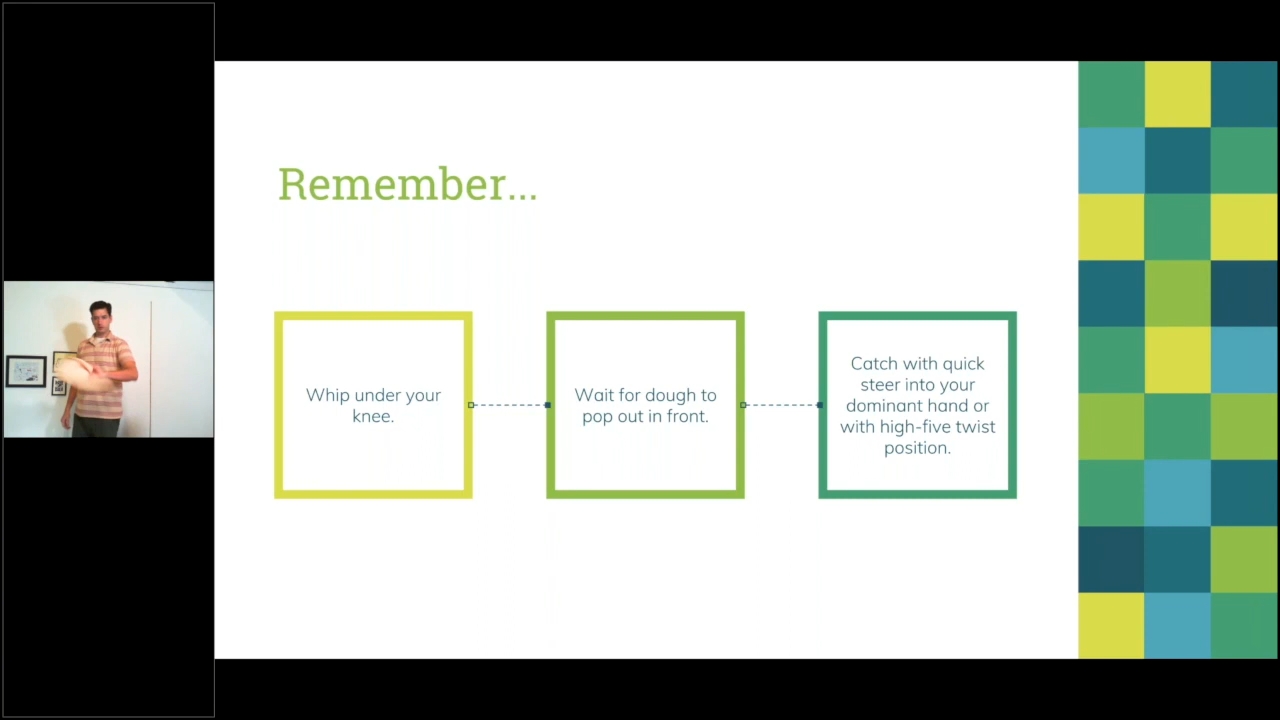 Remember...
Whip under your
knee.
Wait for dough to
pop out in front.
Catch with quick
steer into your
dominant hand or
with high-five twist
position.